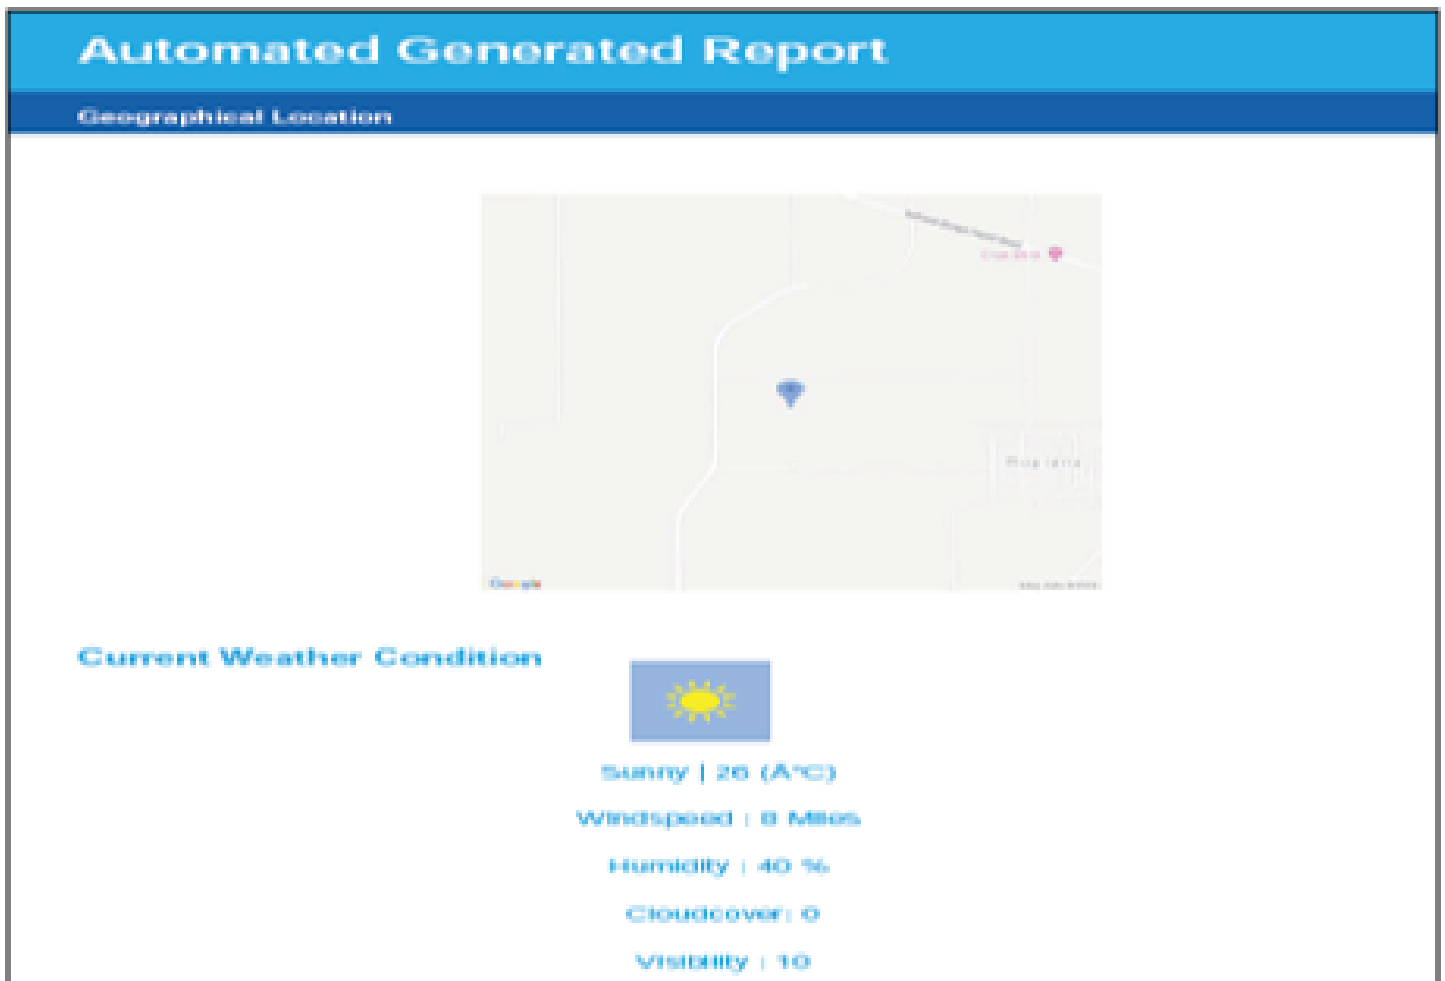 Automated Generated Report
Geographical Location
Google
Current Weather Condition
Sunny | 26 (Â°C)
Windspeed : 8 Miles
Humidity : 40 %
Cloudcover: 0
Visibility : 10